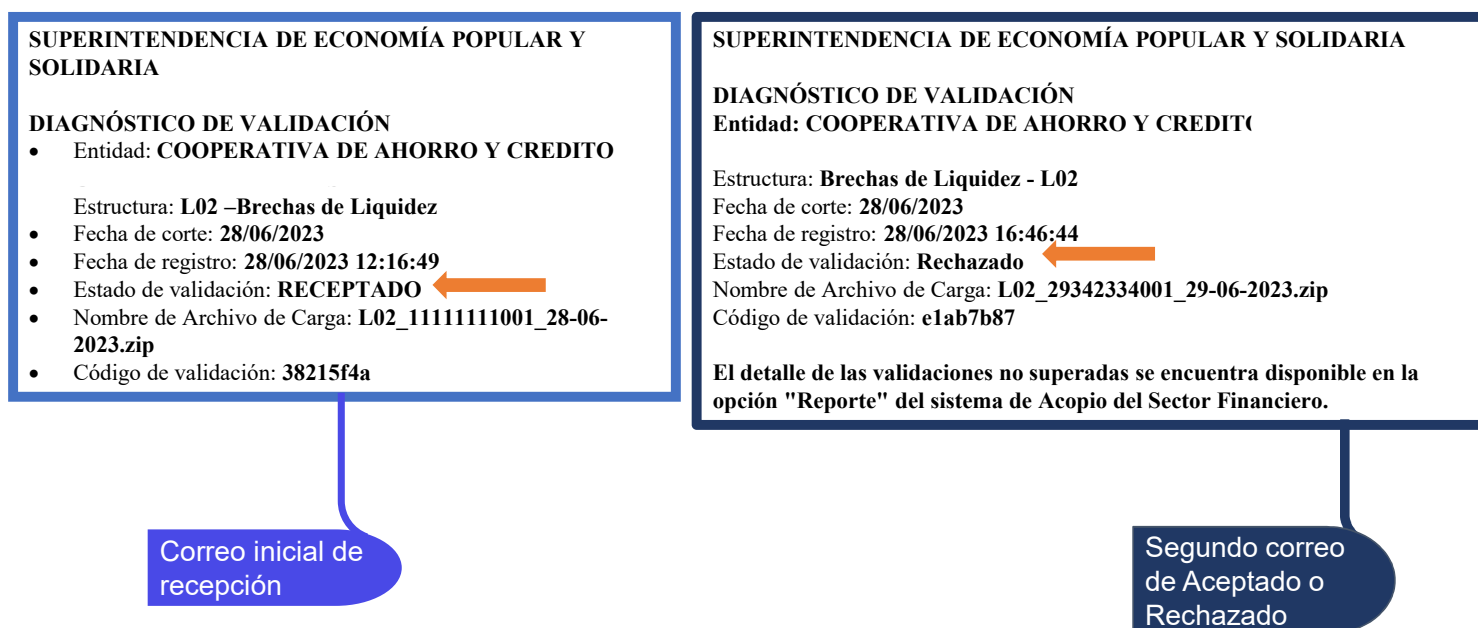 SUPERINTENDENCIA DE ECONOMÍA POPULAR Y
SOLIDARIA
DIAGNÓSTICO DE VALIDACIÓN
• Entidad: COOPERATIVA DE AHORRO Y CREDITO
Estructura: L02 –Brechas de Liquidez
• Fecha de corte: 28/06/2023
• Fecha de registro: 28/06/2023 12:16:49
• Estado de validación: RECEPTADO
• Nombre de Archivo de Carga: L02_11111111001_28-06-
2023.zip
• Código de validación: 38215f4a
Correo inicial de
recepción
SUPERINTENDENCIA DE ECONOMÍA POPULAR Y SOLIDARIA
DIAGNÓSTICO DE VALIDACIÓN
Entidad: COOPERATIVA DE AHORRO Y CREDITO
Estructura: Brechas de Liquidez - L02
Fecha de corte: 28/06/2023
Fecha de registro: 28/06/2023 16:46:44
Estado de validación: Rechazado
Nombre de Archivo de Carga: L02_29342334001_29-06-2023.zip
Código de validación: e1ab7b87
El detalle de las validaciones no superadas se encuentra disponible en la
opción "Reporte" del sistema de Acopio del Sector Financiero.
Segundo correo
de Aceptado o
Rechazado